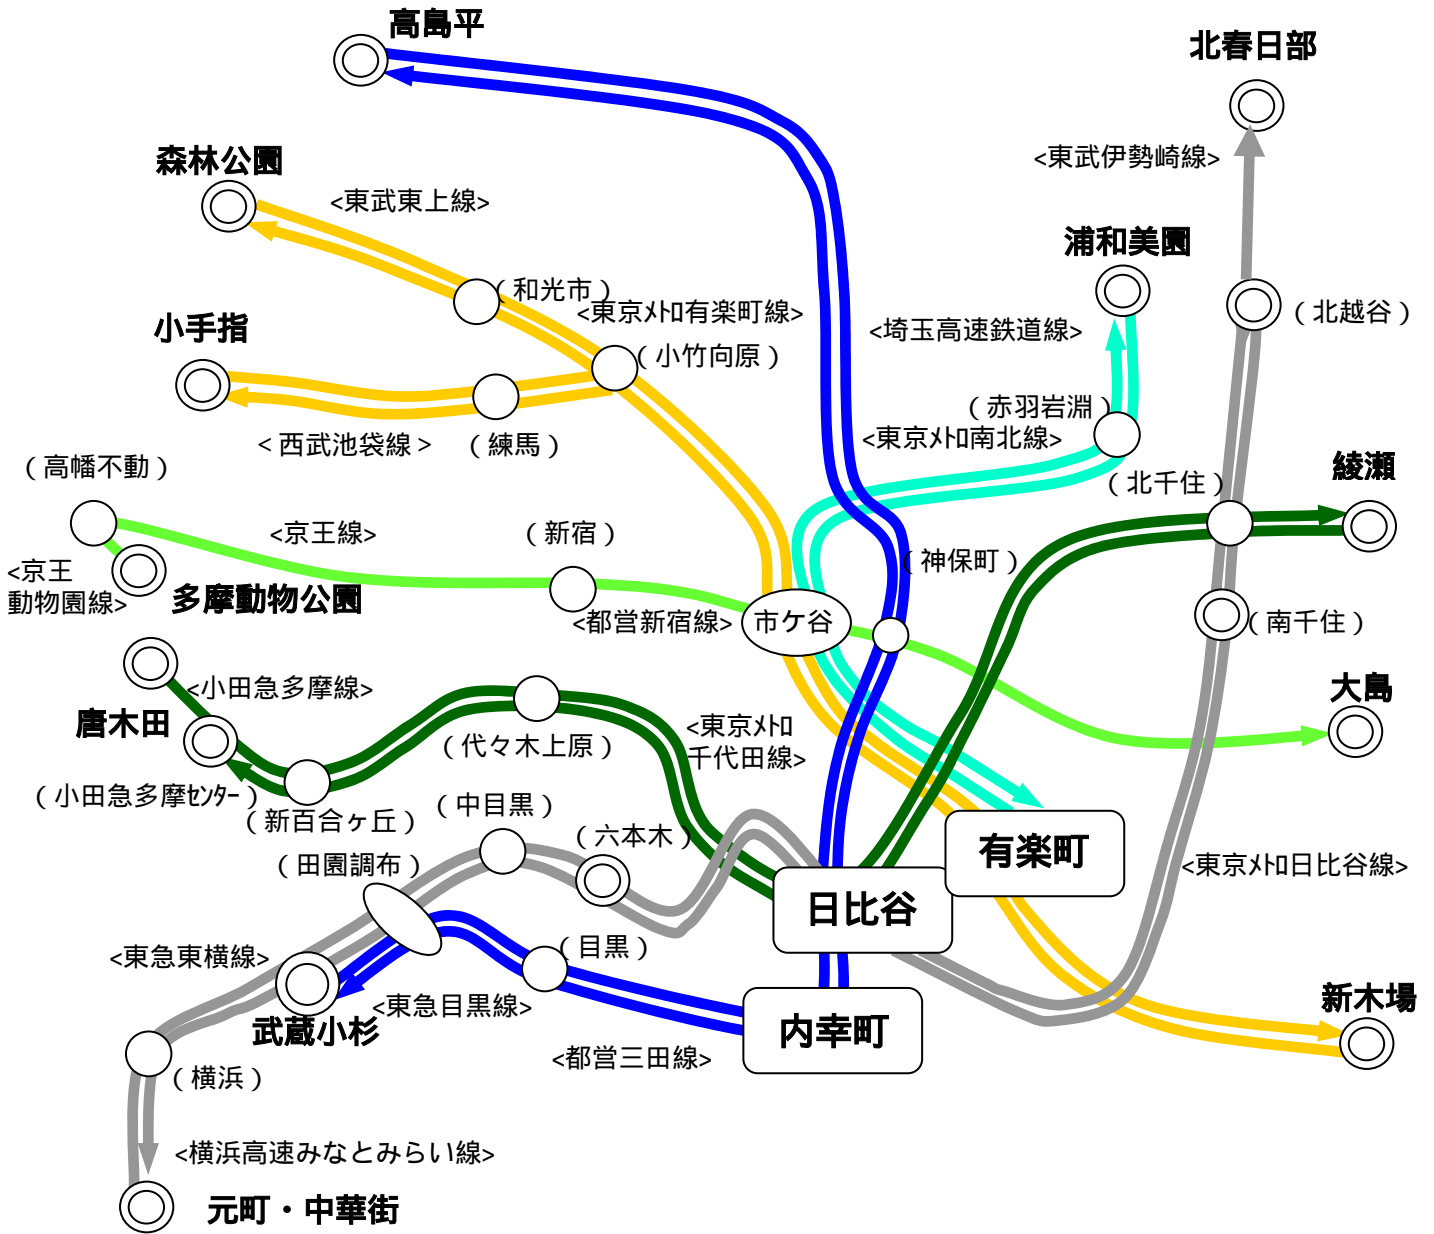 高島平
北春日部
森林公園
<東武東上線>
<東武伊勢崎線>
浦和美園
(和光市)
<東京ﾒﾄﾛ有楽町線>
(北越谷)
小手指
<埼玉高速鉄道線>
(小竹向原)
(赤羽岩淵)
<東京ﾒﾄﾛ南北線>
<西武池袋線>
(練馬)
(高幡不動)
(北千住)
綾瀬
<京王線>
(新宿)
(神保町)
<京王
動物園線>
多摩動物公園
<都営新宿線>
市ケ谷
(南千住)
<小田急多摩線>
大島
唐木田
(代々木上原)
<東京ﾒﾄﾛ
千代田線>
(小田急多摩ｾﾝﾀｰ)
(新百合ヶ丘)
(中目黒)
(六本木)
(田園調布)
有楽町
<東京ﾒﾄﾛ日比谷線>
日比谷
<東急東横線>
(目黒)
<東急目黒線>
武蔵小杉
新木場
内幸町
<都営三田線>
(横浜)
<横浜高速みなとみらい線>
元町・中華街